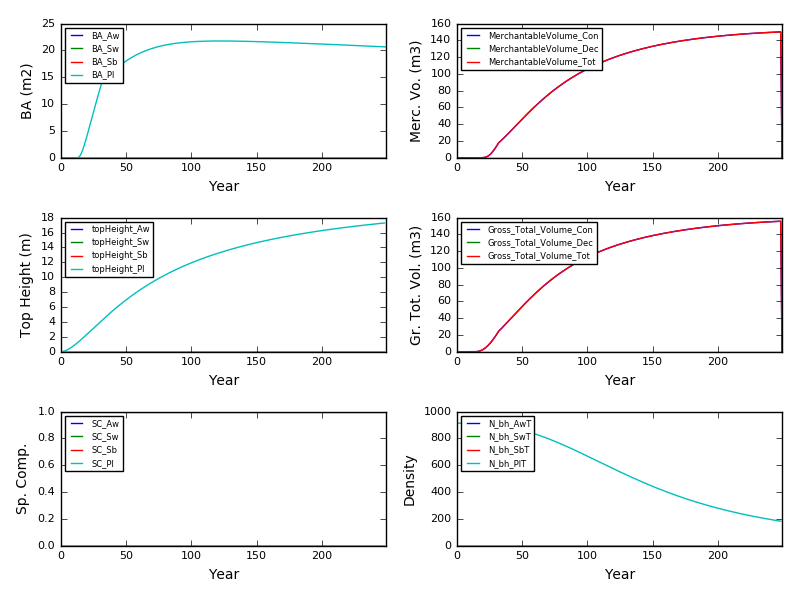 BA (m2)
25
20
15
10
5
0
BA_Aw
BA_Sw
BA_Sb
BA_Pl
0 50 100 150 200
Year
Merc. Vo. (m3)
160
140
120
100
80
60
40
20
0
MerchantableVolume_Con
MerchantableVolume_Dec
MerchantableVolume_Tot
0 50 100 150 200
Year
Top Height (m)
18
16
14
12
10
8
6
4
2
0
topHeight_Aw
topHeight_Sw
topHeight_Sb
topHeight_Pl
0 50 100 150 200
Year
Gr. Tot. Vol. (m3)
160
140
120
100
80
60
40
20
0
Gross_Total_Volume_Con
Gross_Total_Volume_Dec
Gross_Total_Volume_Tot
0 50 100 150 200
Year
Sp. Comp.
1.0
0.8
0.6
0.4
0.2
0.0
SC_Aw
SC_Sw
SC_Sb
SC_Pl
0 50 100 150 200
Year
Density
1000
800
600
400
200
0
N_bh_AwT
N_bh_SwT
N_bh_SbT
N_bh_PlT
0 50 100 150 200
Year